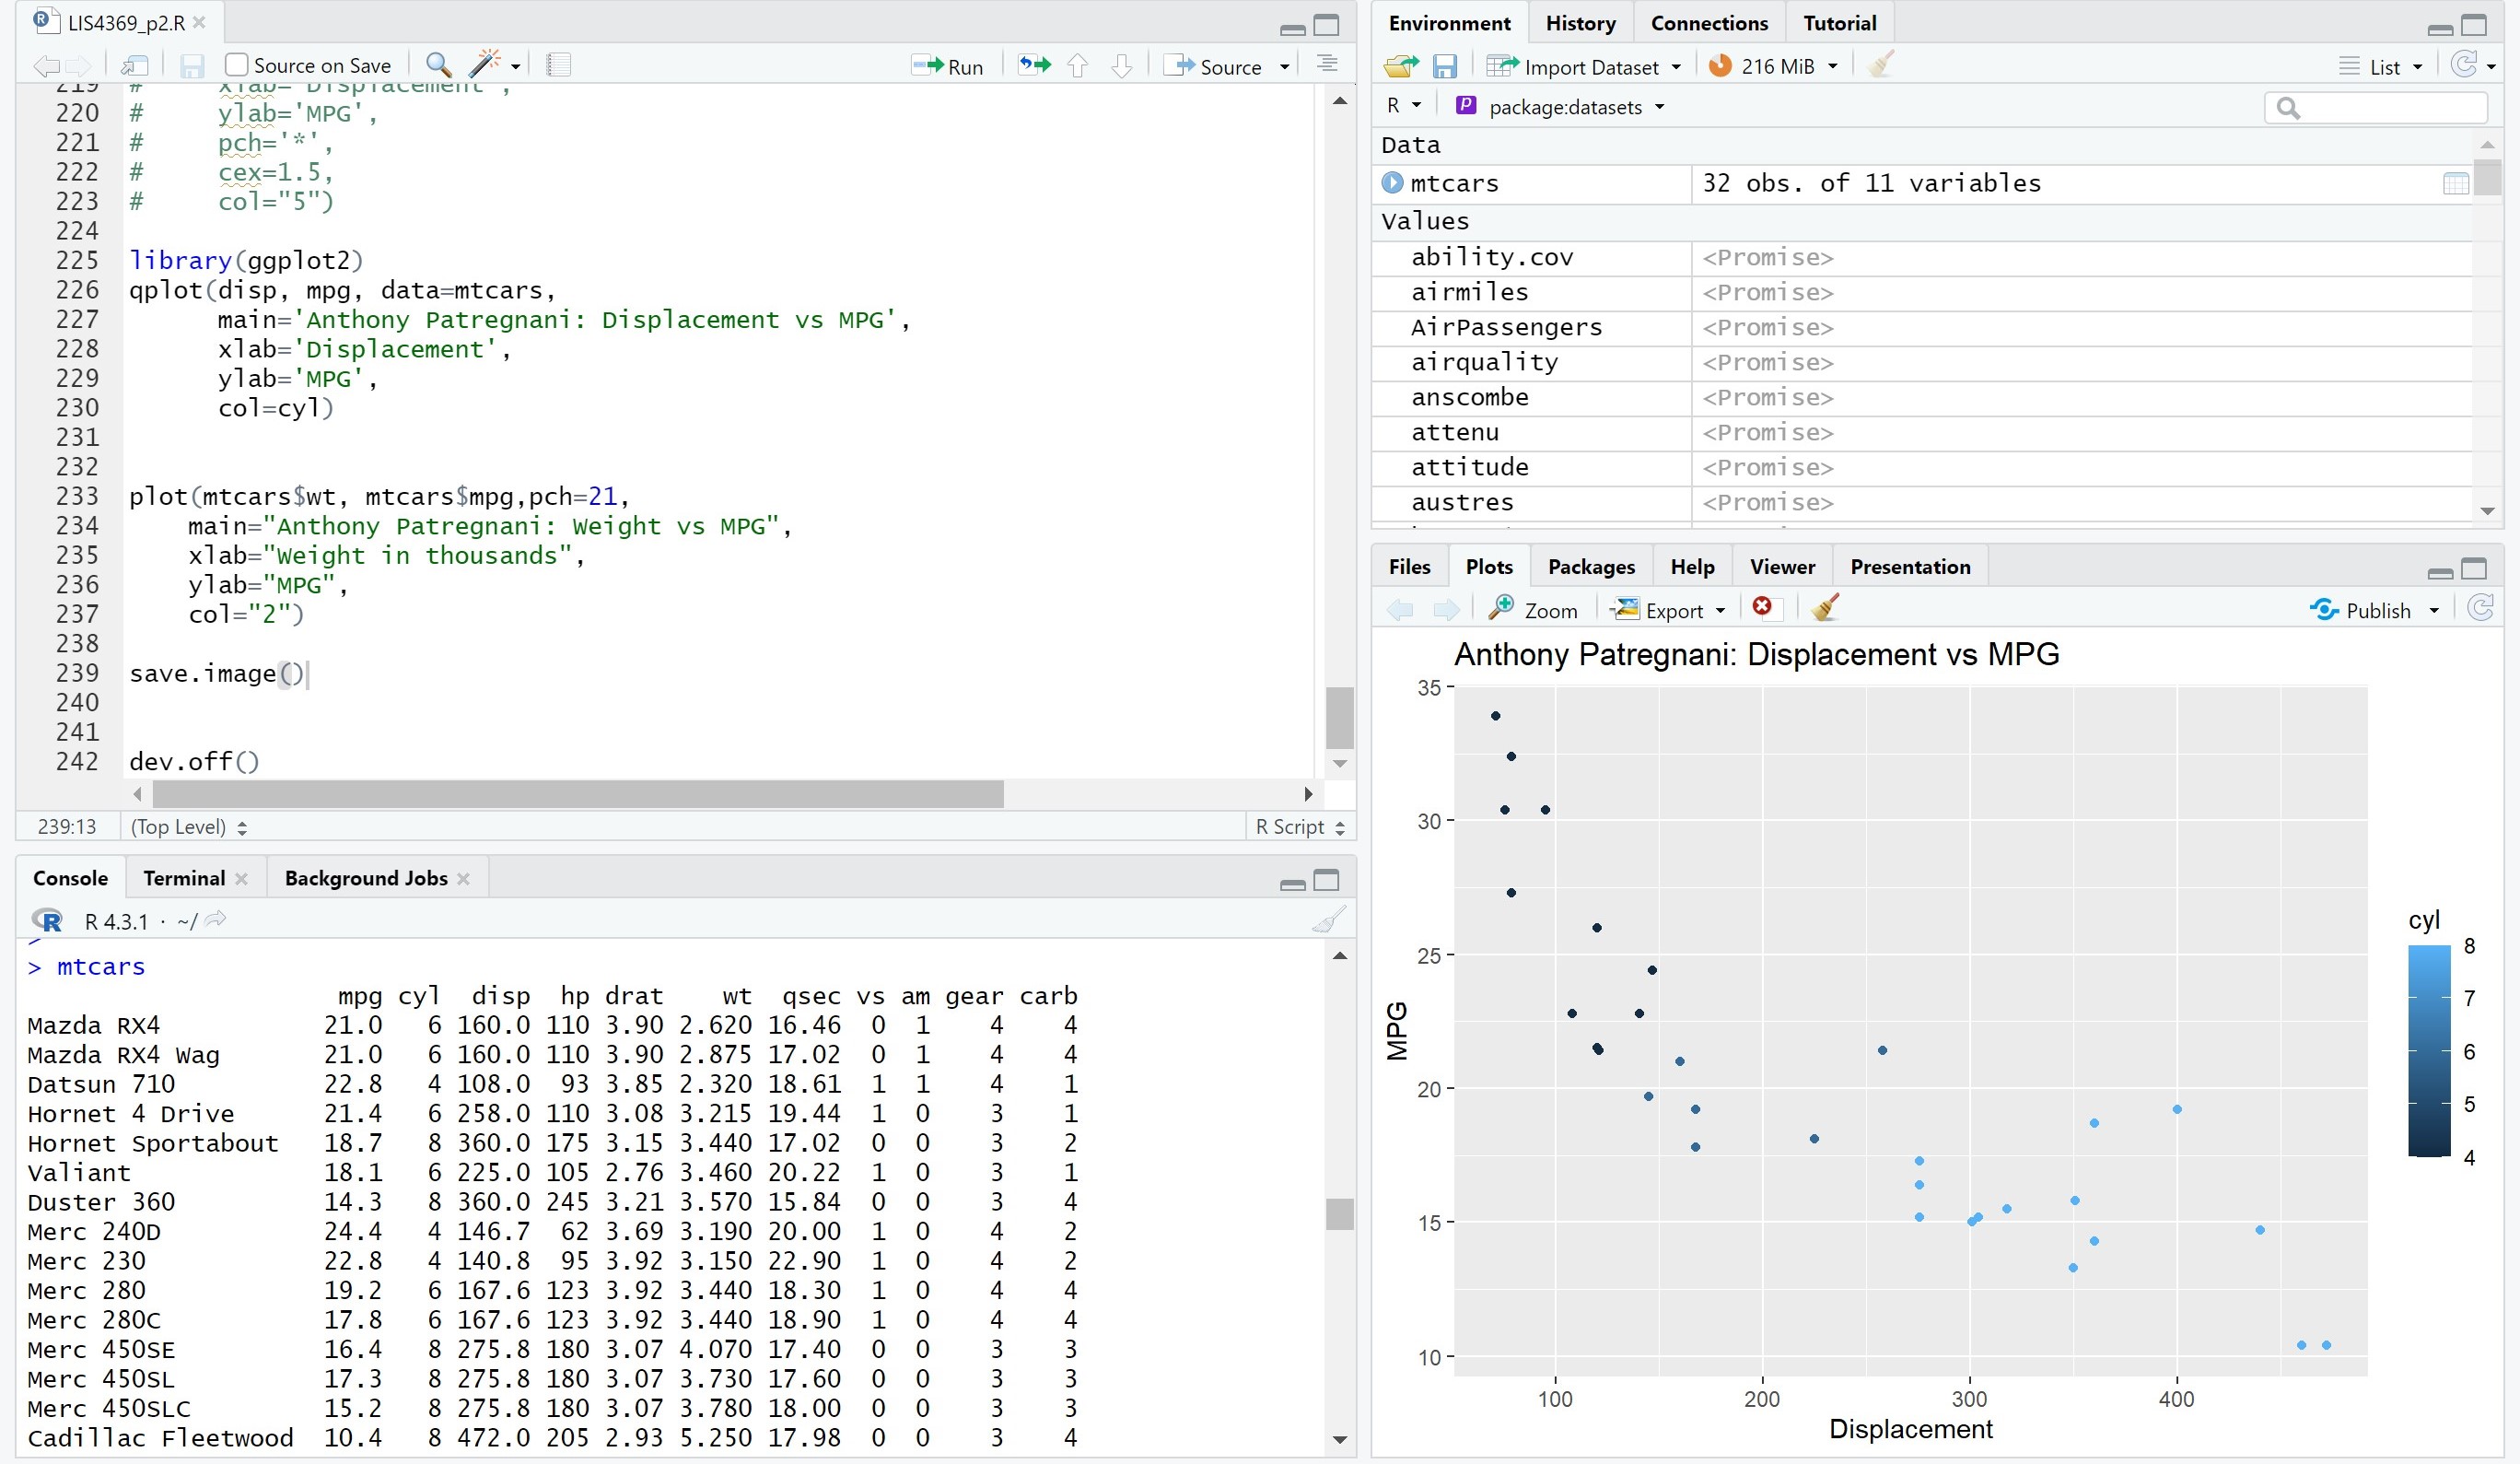 LIS4369_p2.R
Source on Save
Run
Source
219 # xlab='Displacement',
220 # ylab='MPG',
221 # pch='*',
222 # cex=1.5,
223 # col="5")
224
225 library(ggplot2)
226 qplot(disp, mpg, data=mtcars,
227 main='Anthony Patregnani: Displacement vs MPG',
228 xlab='Displacement',
229 ylab='MPG',
230 col=cyl)
231
232
233 plot(mtcars$wt, mtcars$mpg,pch=21,
234 main="Anthony Patregnani: Weight vs MPG",
235 xlab="Weight in thousands",
236 ylab="MPG",
237 col="2")
238
239 save.image()
240
241
242 dev.off()
239:13 (Top Level) R Script
Console Terminal Background Jobs
R 4.3.1 · ~/
>
> mtcars
mpg cyl disp hp drat wt qsec vs am gear carb
Mazda RX4 21.0 6 160.0 110 3.90 2.620 16.46 0 1 4 4
Mazda RX4 Wag 21.0 6 160.0 110 3.90 2.875 17.02 0 1 4 4
Datsun 710 22.8 4 108.0 93 3.85 2.320 18.61 1 1 4 1
Hornet 4 Drive 21.4 6 258.0 110 3.08 3.215 19.44 1 0 3 1
Hornet Sportabout 18.7 8 360.0 175 3.15 3.440 17.02 0 0 3 2
Valiant 18.1 6 225.0 105 2.76 3.460 20.22 1 0 3 1
Duster 360 14.3 8 360.0 245 3.21 3.570 15.84 0 0 3 4
Merc 240D 24.4 4 146.7 62 3.69 3.190 20.00 1 0 4 2
Merc 230 22.8 4 140.8 95 3.92 3.150 22.90 1 0 4 2
Merc 280 19.2 6 167.6 123 3.92 3.440 18.30 1 0 4 4
Merc 280C 17.8 6 167.6 123 3.92 3.440 18.90 1 0 4 4
Merc 450SE 16.4 8 275.8 180 3.07 4.070 17.40 0 0 3 3
Merc 450SL 17.3 8 275.8 180 3.07 3.730 17.60 0 0 3 3
Merc 450SLC 15.2 8 275.8 180 3.07 3.780 18.00 0 0 3 3
Cadillac Fleetwood 10.4 8 472.0 205 2.93 5.250 17.98 0 0 3 4
Environment History Connections Tutorial
Import Dataset 216 MiB List
R package:datasets
Data
mtcars 32 obs. of 11 variables
Values
ability.cov <Promise>
airmiles <Promise>
AirPassengers <Promise>
airquality <Promise>
anscombe <Promise>
attenu <Promise>
attitude <Promise>
austres <Promise>
Files Plots Packages Help Viewer Presentation
Zoom Export Publish
Anthony Patregnani: Displacement vs MPG
35
30
25
20
15
10
MPG
100 200 300 400
Displacement
cyl
8
7
6
5
4